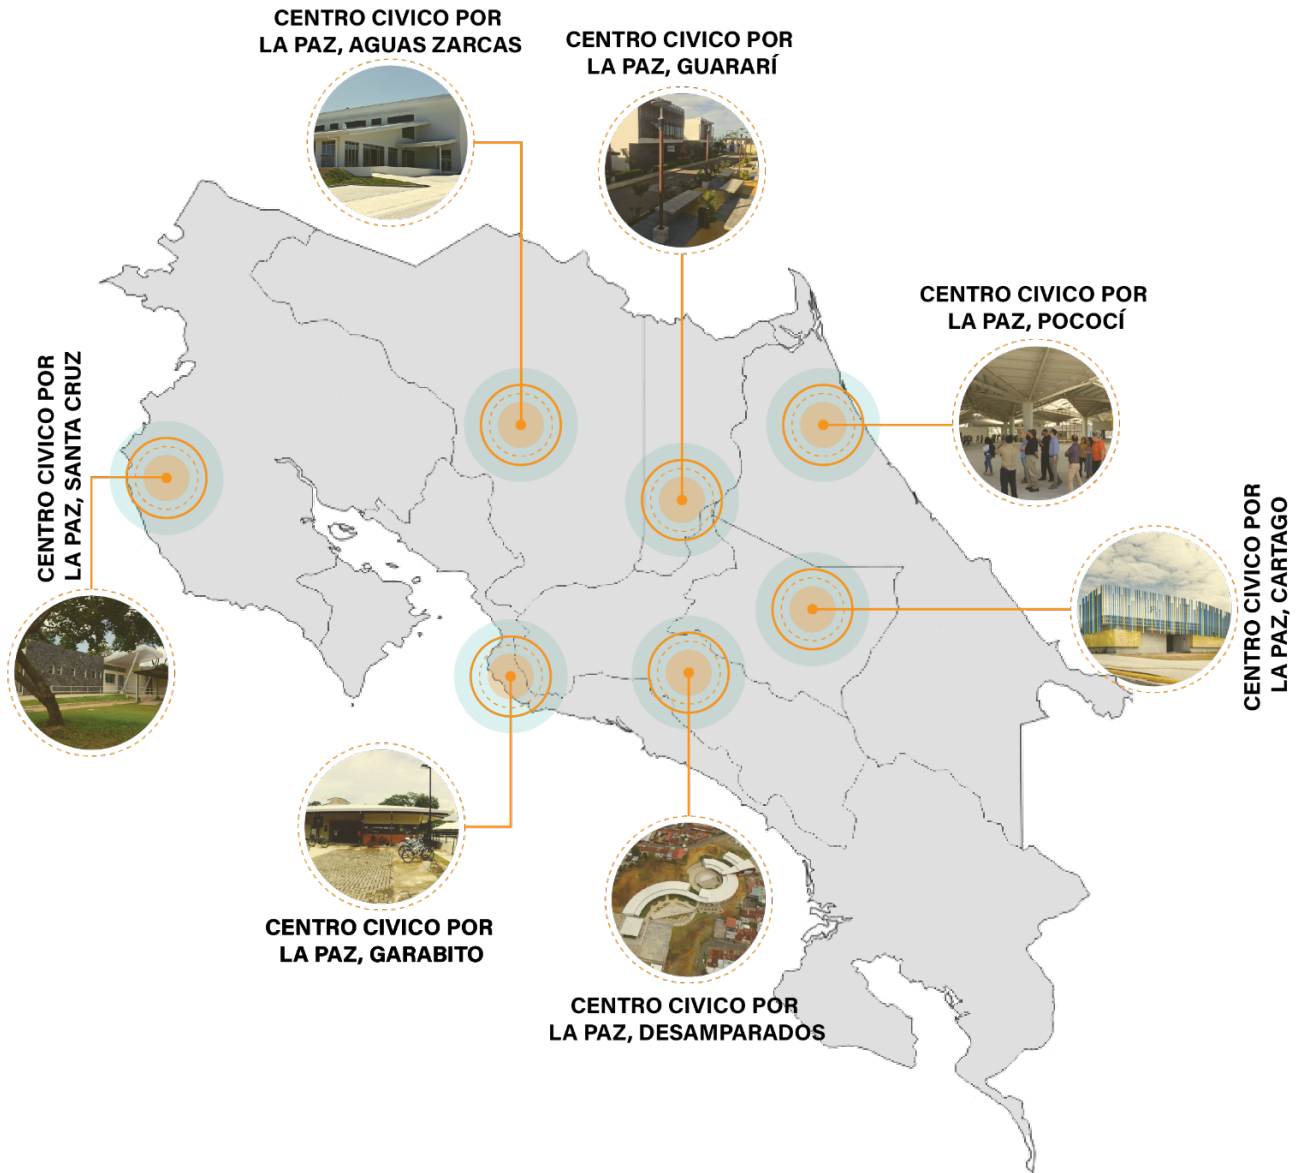 CENTRO CIVICO POR
LA PAZ, AGUAS ZARCAS
CENTRO CIVICO POR
LA PAZ, GUARARÍ
CENTRO CIVICO POR
LA PAZ, POCOCÍ
CENTRO CIVICO POR
LA PAZ, SANTA CRUZ
CENTRO CIVICO POR
LA PAZ, CARTAGO
CENTRO CIVICO POR
LA PAZ, GARABITO
CENTRO CIVICO POR
LA PAZ, DESAMPARADOS